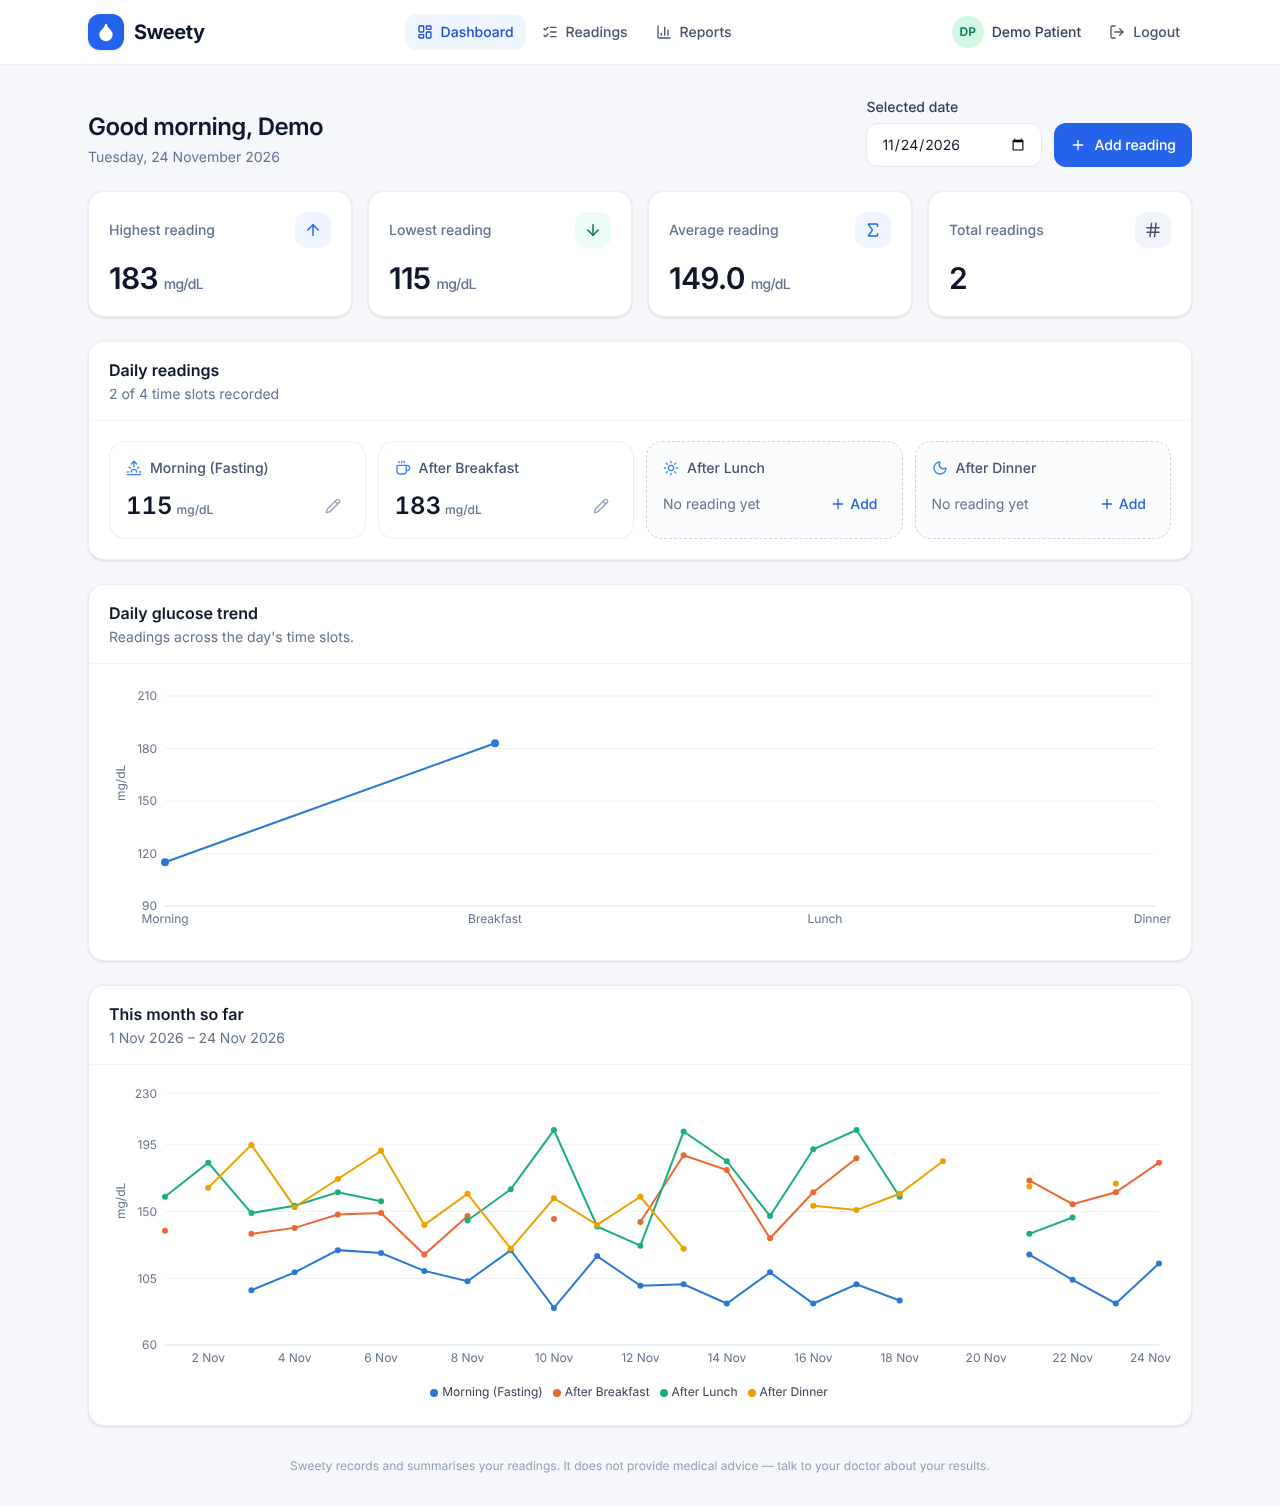 Sweety
Dashboard
Readings
Reports
DP
Demo Patient
Logout
Good morning, Demo
Tuesday, 24 November 2026
Selected date
11/24/2026
Add reading
Highest reading
183 mg/dL
Lowest reading
115 mg/dL
Average reading
149.0 mg/dL
Total readings
2
Daily readings
2 of 4 time slots recorded
Morning (Fasting)
115 mg/dL
After Breakfast
183 mg/dL
After Lunch
No reading yet
+ Add
After Dinner
No reading yet
+ Add
Daily glucose trend
Readings across the day's time slots.
mg/dL
210
180
150
120
90
Morning
Breakfast
Lunch
Dinner
This month so far
1 Nov 2026 – 24 Nov 2026
mg/dL
230
195
150
105
60
2 Nov
4 Nov
6 Nov
8 Nov
10 Nov
12 Nov
14 Nov
16 Nov
18 Nov
20 Nov
22 Nov
24 Nov
Morning (Fasting)
After Breakfast
After Lunch
After Dinner
Sweety records and summarises your readings. It does not provide medical advice — talk to your doctor about your results.